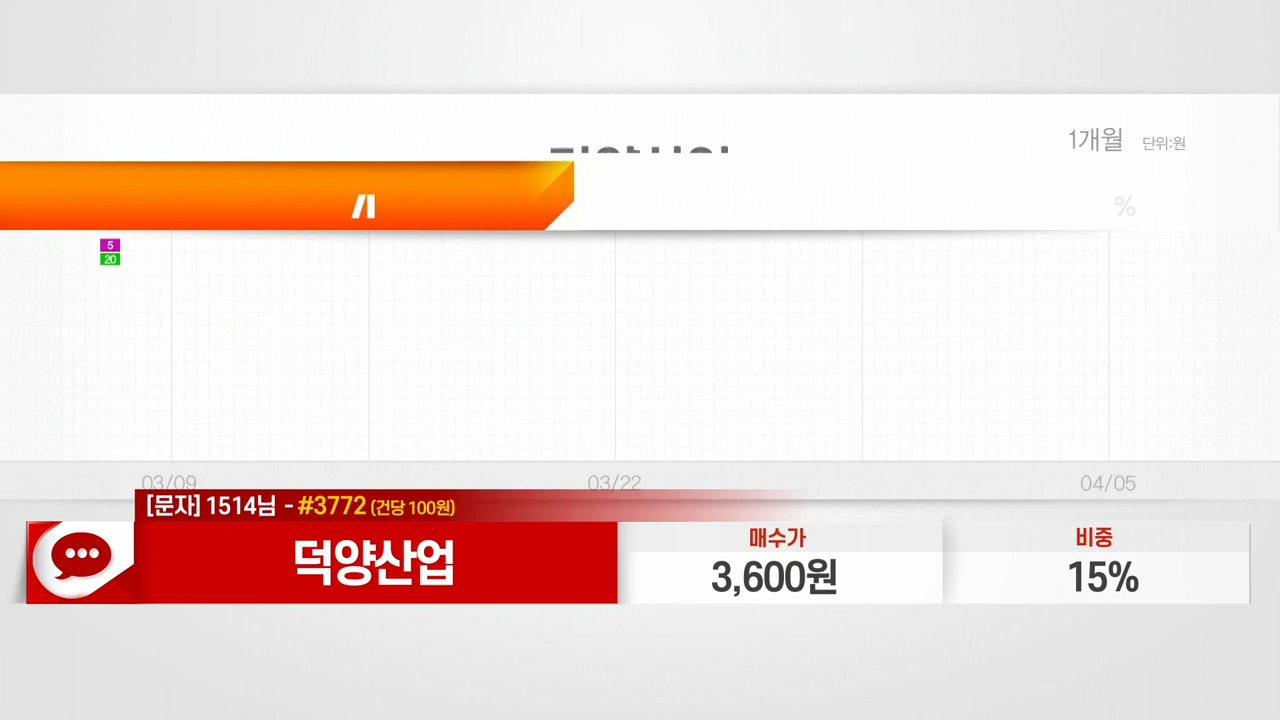 1개월 단위:원
%
5
20
03/09 03/22 04/05
[문자] 1514님 - #3772 (건당 100원)
덕양산업
매수가
3,600원
비중
15%